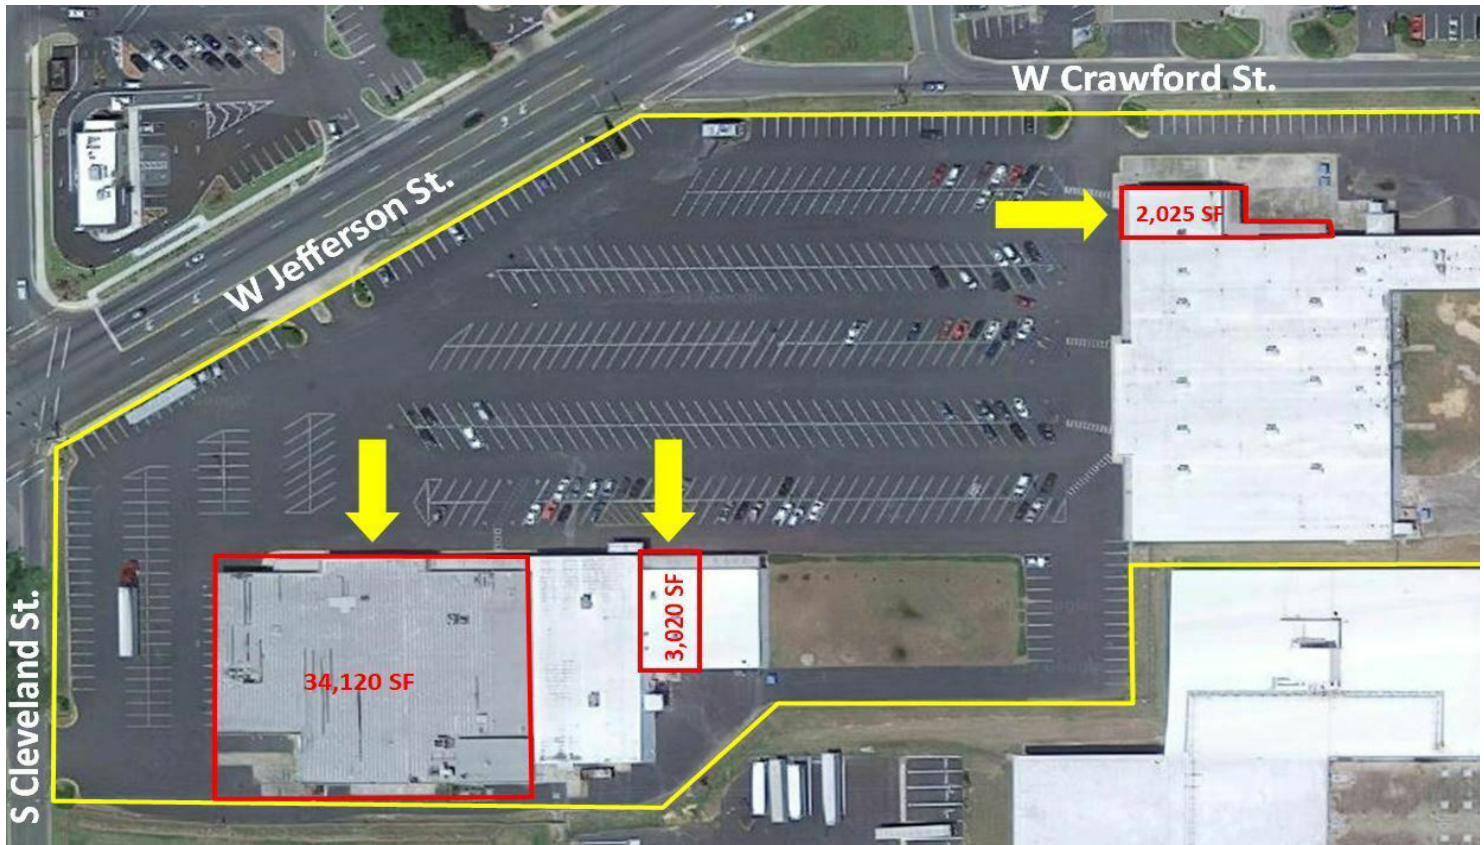 W Crawford St.
2,025 SF
W Jefferson St.
3,020 SF
34,120 SF
S Cleveland St.